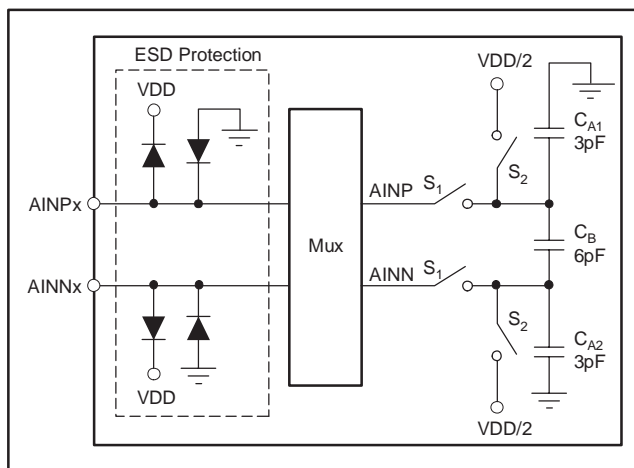 ESD Protection
VDD
VDD/2
C_A1
3pF
S_2
AINPx
AINP
S_1
Mux
C_B
6pF
AINNx
AINN
S_1
S_2
C_A2
3pF
VDD
VDD/2